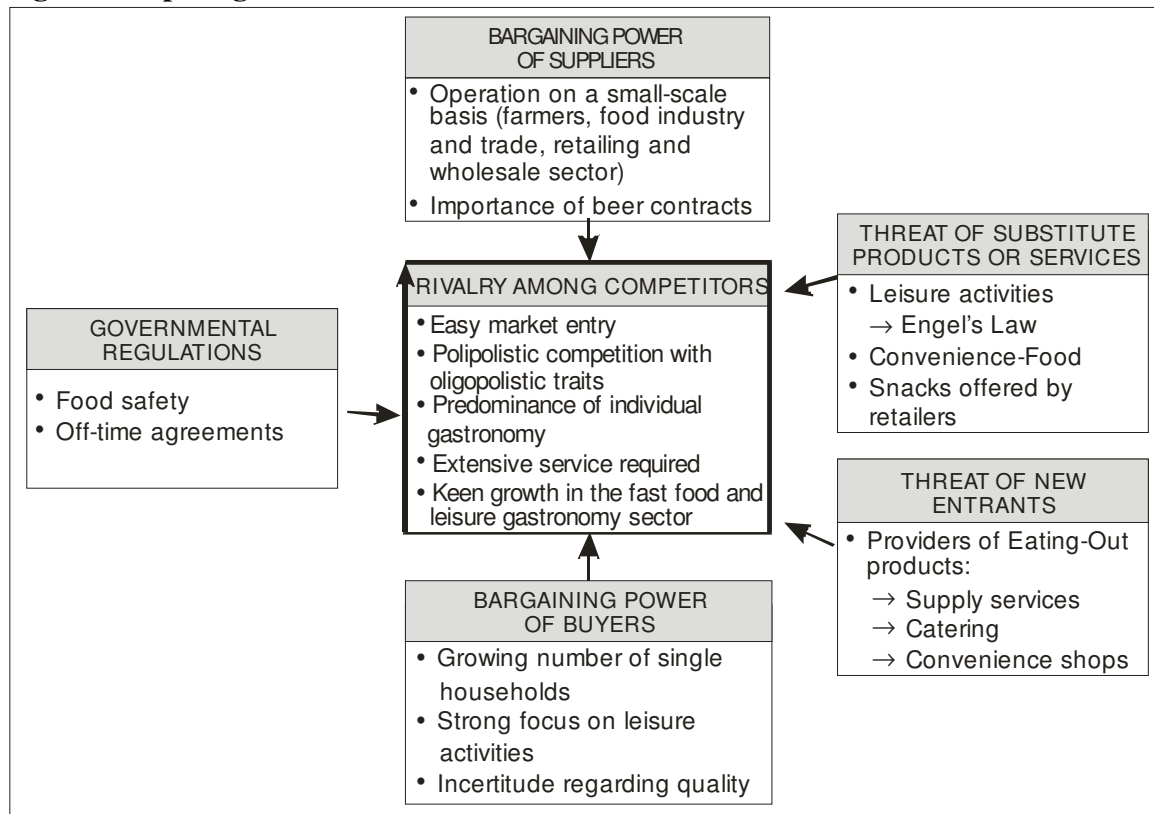 BARGAINING POWER
OF SUPPLIERS
• Operation on a small-scale
basis (farmers, food industry
and trade, retailing and
wholesale sector)
• Importance of beer contracts
THREAT OF SUBSTITUTE
PRODUCTS OR SERVICES
• Leisure activities
→ Engel's Law
• Convenience-Food
• Snacks offered by
retailers
RIVALRY AMONG COMPETITORS
• Easy market entry
• Polipolistic competition with
oligopolistic traits
• Predominance of individual
gastronomy
• Extensive service required
• Keen growth in the fast food and
leisure gastronomy sector
GOVERNMENTAL
REGULATIONS
• Food safety
• Off-time agreements
THREAT OF NEW
ENTRANTS
• Providers of Eating-Out
products:
→ Supply services
→ Catering
→ Convenience shops
BARGAINING POWER
OF BUYERS
• Growing number of single
households
• Strong focus on leisure
activities
• Incertitude regarding quality